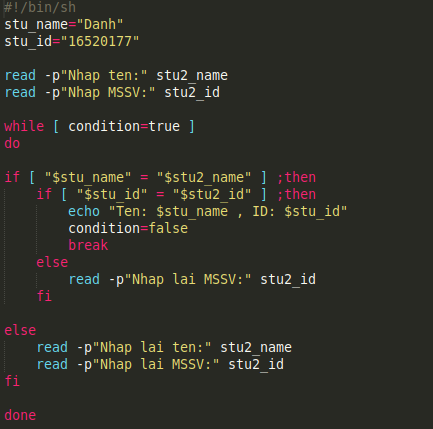 #!/bin/sh
stu_name="Danh"
stu_id="16520177"
read -p"Nhap ten:" stu2_name
read -p"Nhap MSSV:" stu2_id
while [ condition=true ]
do
if [ "$stu_name" = "$stu2_name" ] ;then
if [ "$stu_id" = "$stu2_id" ] ;then
echo "Ten: $stu_name , ID: $stu_id"
condition=false
break
else
read -p"Nhap lai MSSV:" stu2_id
fi
else
read -p"Nhap lai ten:" stu2_name
read -p"Nhap lai MSSV:" stu2_id
fi
done